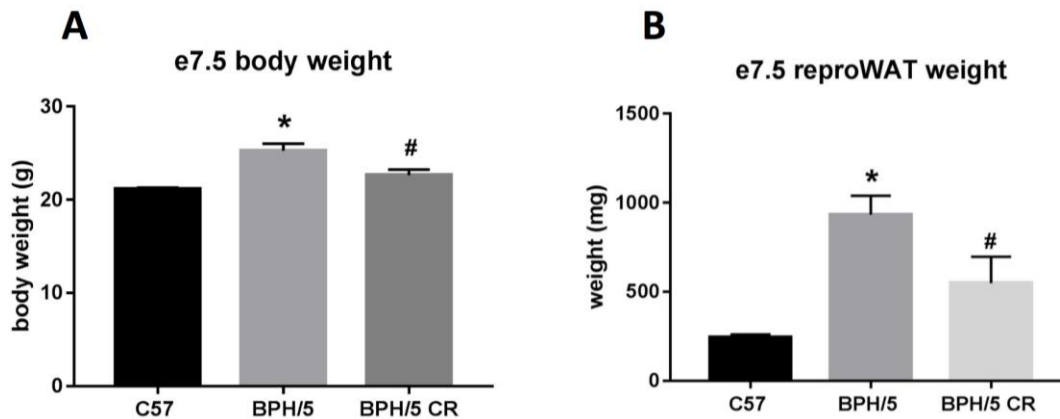 A
e7.5 body weight
body weight (g)
30
20
10
0
*
#
C57
BPH/5
BPH/5 CR
B
e7.5 reproWAT weight
weight (mg)
1500
1000
500
0
*
#
C57
BPH/5
BPH/5 CR